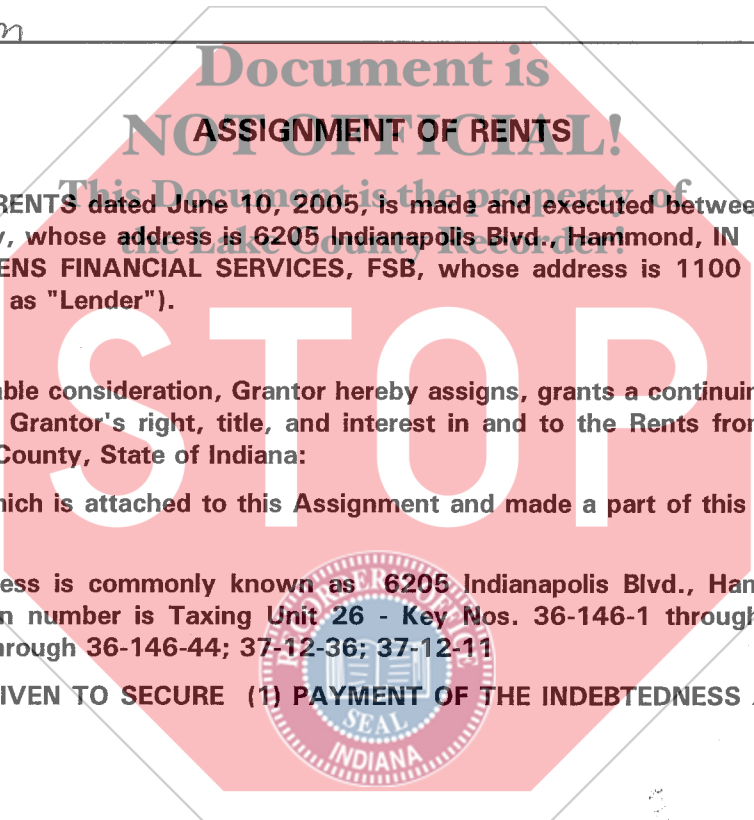 Document is
NOT OFFICIAL!
ASSIGNMENT OF RENTS
This Document is the property of
RENTS dated June 10, 2005, is made and executed betwee
the Lake County Recorder!
, whose address is 6205 Indianapolis Blvd., Hammond, IN
ENS FINANCIAL SERVICES, FSB, whose address is 1100
as "Lender").
STOP
able consideration, Grantor hereby assigns, grants a continuin
Grantor's right, title, and interest in and to the Rents from
County, State of Indiana:
hich is attached to this Assignment and made a part of this
ess is commonly known as 6205 Indianapolis Blvd., Ham
n number is Taxing Unit 26 - Key Nos. 36-146-1 through
rough 36-146-44; 37-12-36; 37-12-11
IVEN TO SECURE (1) PAYMENT OF THE INDEBTEDNESS
SEAL
INDIANA